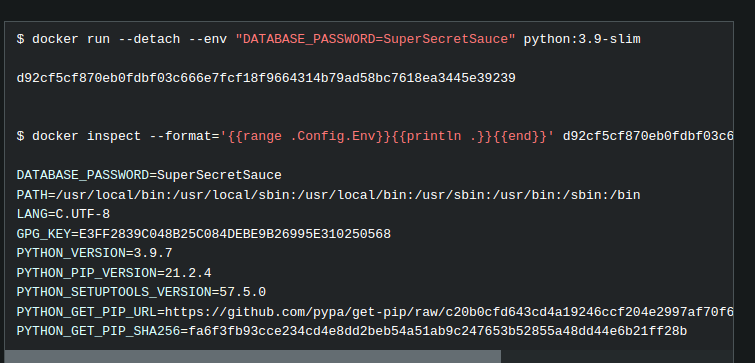 $ docker run --detach --env "DATABASE_PASSWORD=SuperSecretSauce" python:3.9-slim
d92cf5cf870eb0fdbf03c666e7fcf18f9664314b79ad58bc7618ea3445e39239
$ docker inspect --format='{{range .Config.Env}}{{println .}}{{end}}' d92cf5cf870eb0fdbf03c6
DATABASE_PASSWORD=SuperSecretSauce
PATH=/usr/local/bin:/usr/local/sbin:/usr/local/bin:/usr/sbin:/usr/bin:/sbin:/bin
LANG=C.UTF-8
GPG_KEY=E3FF2839C048B25C084DEBE9B26995E310250568
PYTHON_VERSION=3.9.7
PYTHON_PIP_VERSION=21.2.4
PYTHON_SETUPTOOLS_VERSION=57.5.0
PYTHON_GET_PIP_URL=https://github.com/pypa/get-pip/raw/c20b0cfd643cd4a19246ccf204e2997af70f6
PYTHON_GET_PIP_SHA256=fa6f3fb93cce234cd4e8dd2beb54a51ab9c247653b52855a48dd44e6b21ff28b